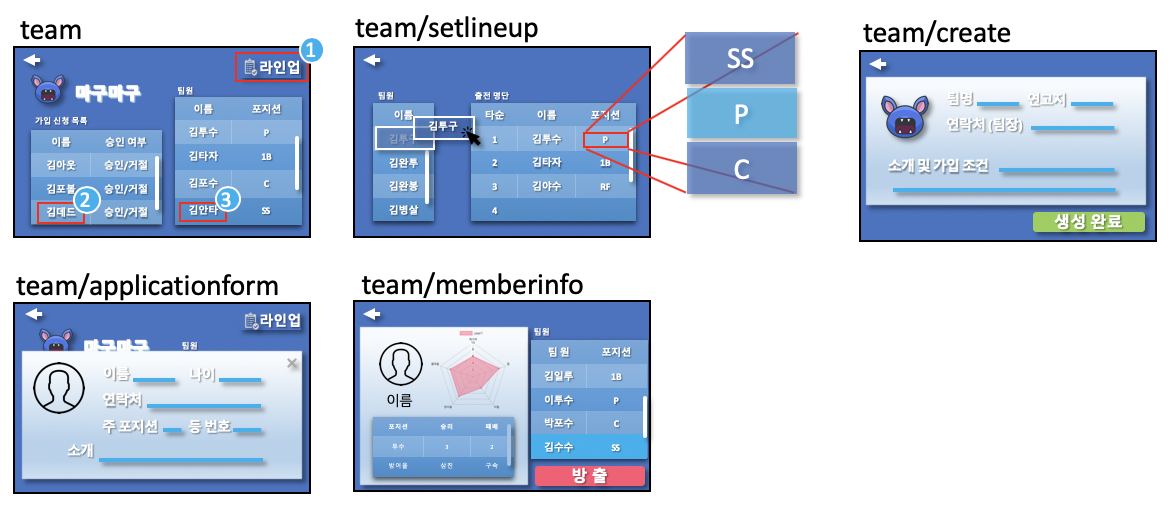 team
1
라인업
마구마구
가입 신청 목록
이름 승인 여부
김아웃 승인/거절
김포볼 승인/거절
김데드 승인/거절
2
팀원
이름 포지션
김투수 P
김타자 1B
김포수 C
김안타 SS
3
team/setlineup
팀원
이름
김투구
김완투
김완봉
김병살
김투구
출전 명단
타순 이름 포지션
1 김투수 P
2 김타자 1B
3 김야수 RF
4
SS
P
C
team/create
팀명 연고지
연락처 (팀장)
소개 및 가입 조건
생성 완료
team/applicationform
라인업
마구마구
팀원
이름 나이
연락처
주 포지션 등 번호
소개
team/memberinfo
이름
포지션 승리 패배
투수 3 2
방어율 삼진 구속
팀원
팀 원 포지션
김일루 1B
이투수 P
박포수 C
김수수 SS
방 출